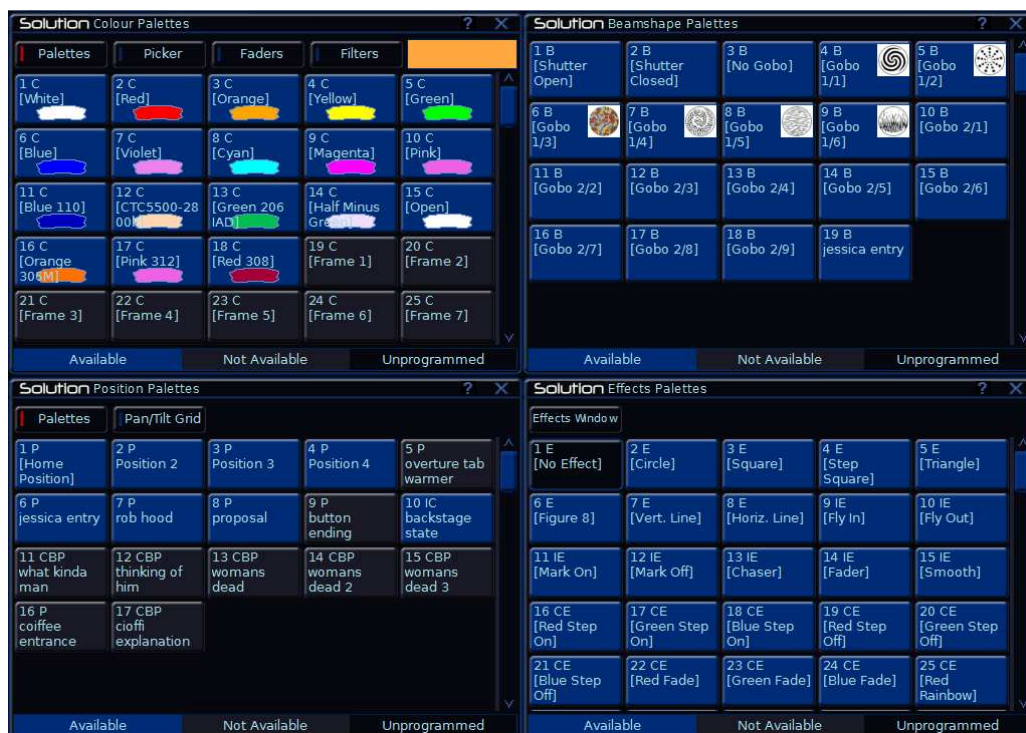 Solution Colour Palettes ? X
Palettes Picker Faders Filters
1 C
[White]
2 C
[Red]
3 C
[Orange]
4 C
[Yellow]
5 C
[Green]
6 C
[Blue]
7 C
[Violet]
8 C
[Cyan]
9 C
[Magenta]
10 C
[Pink]
11 C
[Blue 110]
12 C
[CTC5500-28
00K]
13 C
[Green 206
IAD]
14 C
[Half Minus
Green]
15 C
[Open]
16 C
[Orange
306M]
17 C
[Pink 312]
18 C
[Red 308]
19 C
[Frame 1]
20 C
[Frame 2]
21 C
[Frame 3]
22 C
[Frame 4]
23 C
[Frame 5]
24 C
[Frame 6]
25 C
[Frame 7]
Available Not Available Unprogrammed
Solution Beamshape Palettes ? X
1 B
[Shutter
Open]
2 B
[Shutter
Closed]
3 B
[No Gobo]
4 B
[Gobo
1/1]
5 B
[Gobo
1/2]
6 B
[Gobo
1/3]
7 B
[Gobo
1/4]
8 B
[Gobo
1/5]
9 B
[Gobo
1/6]
10 B
[Gobo 2/1]
11 B
[Gobo 2/2]
12 B
[Gobo 2/3]
13 B
[Gobo 2/4]
14 B
[Gobo 2/5]
15 B
[Gobo 2/6]
16 B
[Gobo 2/7]
17 B
[Gobo 2/8]
18 B
[Gobo 2/9]
19 B
jessica entry
Available Not Available Unprogrammed
Solution Position Palettes ? X
Palettes Pan/Tilt Grid
1 P
[Home
Position]
2 P
Position 2
3 P
Position 3
4 P
Position 4
5 P
overture tab
warmer
6 P
jessica entry
7 P
rob hood
8 P
proposal
9 P
button
ending
10 IC
backstage
state
11 CBP
what kinda
man
12 CBP
thinking of
him
13 CBP
womans
dead
14 CBP
womans
dead 2
15 CBP
womans
dead 3
16 P
coiffee
entrance
17 CBP
cioffi
explanation
Available Not Available Unprogrammed
Solution Effects Palettes ? X
Effects Window
1 E
[No Effect]
2 E
[Circle]
3 E
[Square]
4 E
[Step
Square]
5 E
[Triangle]
6 E
[Figure 8]
7 E
[Vert. Line]
8 E
[Horiz. Line]
9 IE
[Fly In]
10 IE
[Fly Out]
11 IE
[Mark On]
12 IE
[Mark Off]
13 IE
[Chaser]
14 IE
[Fader]
15 IE
[Smooth]
16 CE
[Red Step
On]
17 CE
[Green Step
On]
18 CE
[Blue Step
On]
19 CE
[Red Step
Off]
20 CE
[Green Step
Off]
21 CE
[Blue Step
Off]
22 CE
[Red Fade]
23 CE
[Green Fade]
24 CE
[Blue Fade]
25 CE
[Red
Rainbow]
Available Not Available Unprogrammed